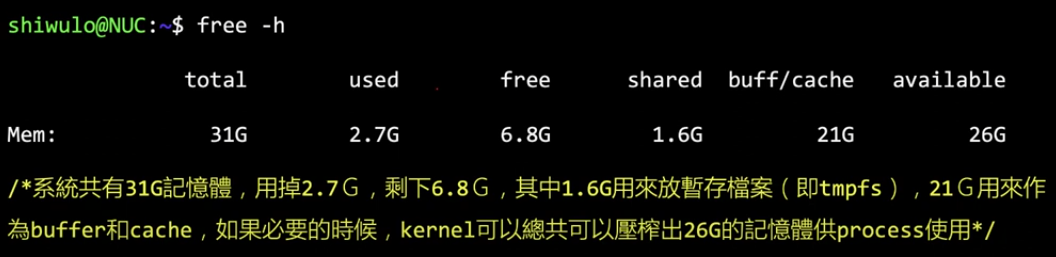 shiwulo@NUC:~$ free -h
total used free shared buff/cache available
Mem: 31G 2.7G 6.8G 1.6G 21G 26G
/*系統共有31G記憶體，用掉2.7Ｇ，剩下6.8Ｇ，其中1.6G用來放暫存檔案（即tmpfs），21Ｇ用來作
為buffer和cache，如果必要的時候，kernel可以總共可以壓榨出26G的記憶體供process使用*/